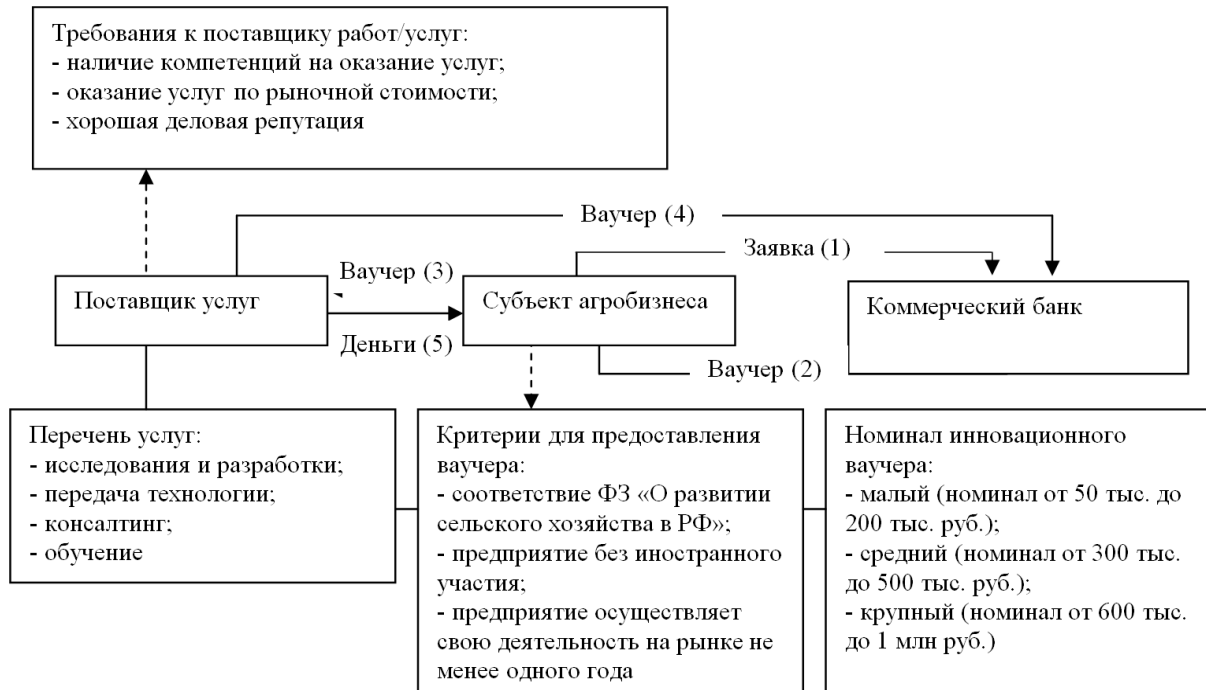 Требования к поставщику работ/услуг:
- наличие компетенций на оказание услуг;
- оказание услуг по рыночной стоимости;
- хорошая деловая репутация
Ваучер (4)
Заявка (1)
Ваучер (3)
Поставщик услуг
Субъект агробизнеса
Коммерческий банк
Деньги (5)
Ваучер (2)
Перечень услуг:
- исследования и разработки;
- передача технологии;
- консалтинг;
- обучение
Критерии для предоставления
ваучера:
- соответствие ФЗ «О развитии
сельского хозяйства в РФ»;
- предприятие без иностранного
участия;
- предприятие осуществляет
свою деятельность на рынке не
менее одного года
Номинал инновационного
ваучера:
- малый (номинал от 50 тыс. до
200 тыс. руб.);
- средний (номинал от 300 тыс.
до 500 тыс. руб.);
- крупный (номинал от 600 тыс.
до 1 млн руб.)